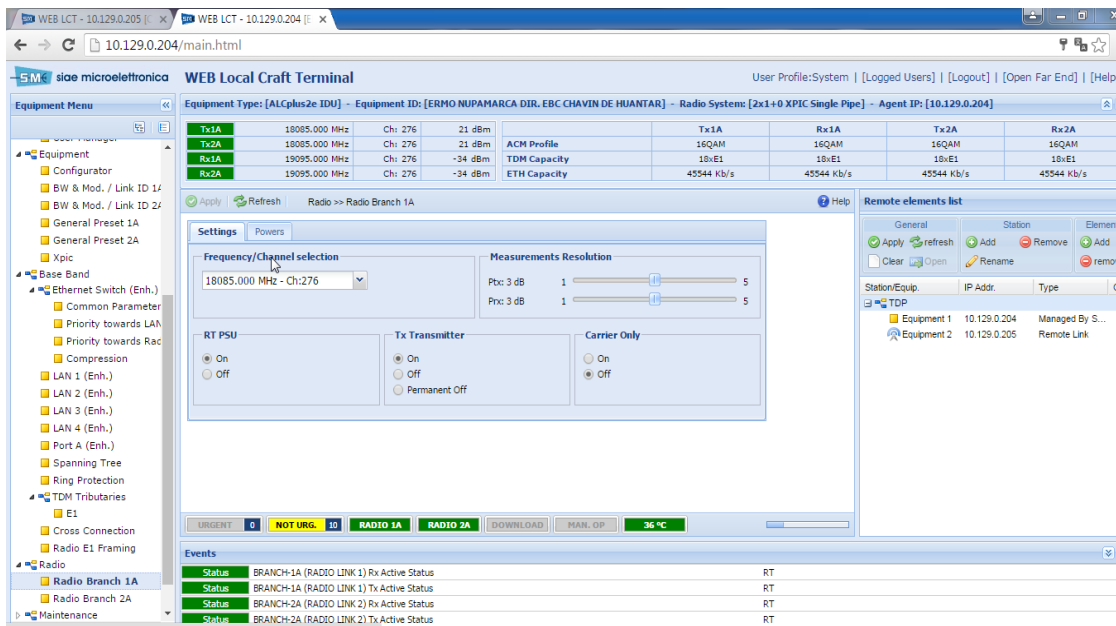 WEB LCT - 10.129.0.205 [C
WEB LCT - 10.129.0.204 [E
10.129.0.204/main.html
siae microelettronica WEB Local Craft Terminal User Profile:System | [Logged Users] | [Logout] | [Open Far End] | [Help
Equipment Menu
Equipment
Configurator
BW & Mod. / Link ID 1A
BW & Mod. / Link ID 2A
General Preset 1A
General Preset 2A
Xpic
Base Band
Ethernet Switch (Enh.)
Common Parameter
Priority towards LAN
Priority towards Rad
Compression
LAN 1 (Enh.)
LAN 2 (Enh.)
LAN 3 (Enh.)
LAN 4 (Enh.)
Port A (Enh.)
Spanning Tree
Ring Protection
TDM Tributaries
E1
Cross Connection
Radio E1 Framing
Radio
Radio Branch 1A
Radio Branch 2A
Maintenance
Equipment Type: [ALCplus2e IDU] - Equipment ID: [ERMO NUPAMARCA DIR. EBC CHAVIN DE HUANTAR] - Radio System: [2x1+0 XPIC Single Pipe] - Agent IP: [10.129.0.204]
Tx1A 18085.000 MHz Ch: 276 21 dBm Tx1A Rx1A Tx2A Rx2A
Tx2A 18085.000 MHz Ch: 276 21 dBm ACM Profile 16QAM 16QAM 16QAM 16QAM
Rx1A 19095.000 MHz Ch: 276 -34 dBm TDM Capacity 18xE1 18xE1 18xE1 18xE1
Rx2A 19095.000 MHz Ch: 276 -34 dBm ETH Capacity 45544 Kb/s 45544 Kb/s 45544 Kb/s 45544 Kb/s
Apply Refresh Radio >> Radio Branch 1A Help
Settings Powers
Frequency/Channel selection
18085.000 MHz - Ch:276
Measurements Resolution
Ptx: 3 dB 1 5
Prx: 3 dB 1 5
RT PSU
On
Off
Tx Transmitter
On
Off
Permanent Off
Carrier Only
On
Off
Remote elements list
General Station Elemen
Apply refresh Add Remove Add
Clear Open Rename remo
Station/Equip. IP Addr. Type
TDP
Equipment 1 10.129.0.204 Managed By S...
Equipment 2 10.129.0.205 Remote Link
URGENT 0 NOT URG. 10 RADIO 1A RADIO 2A DOWNLOAD MAN. OP 36 ºC
Events
Status BRANCH-1A (RADIO LINK 1) Rx Active Status RT
Status BRANCH-1A (RADIO LINK 1) Tx Active Status RT
Status BRANCH-2A (RADIO LINK 2) Rx Active Status RT
Status BRANCH-2A (RADIO LINK 2) Tx Active Status RT